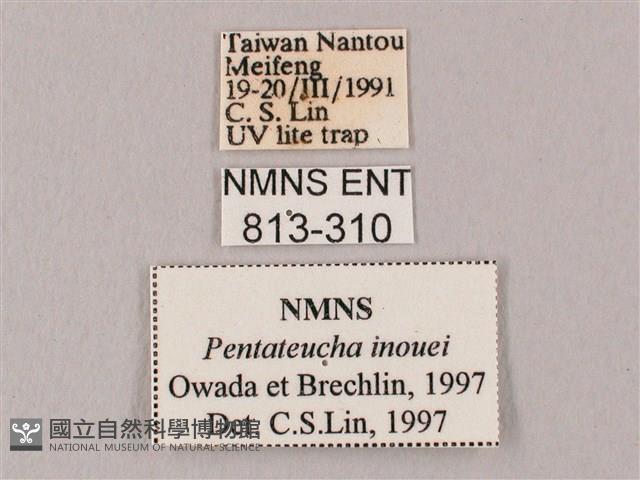 Taiwan Nantou
Meifeng
19-20/III/1991
C. S. Lin
UV lite trap
NMNS ENT
813-310
NMNS
Pentateucha inouei
Owada et Brechlin, 1997
Det. C.S.Lin, 1997
國立自然科學博物館
NATIONAL MUSEUM OF NATURAL SCIENCE